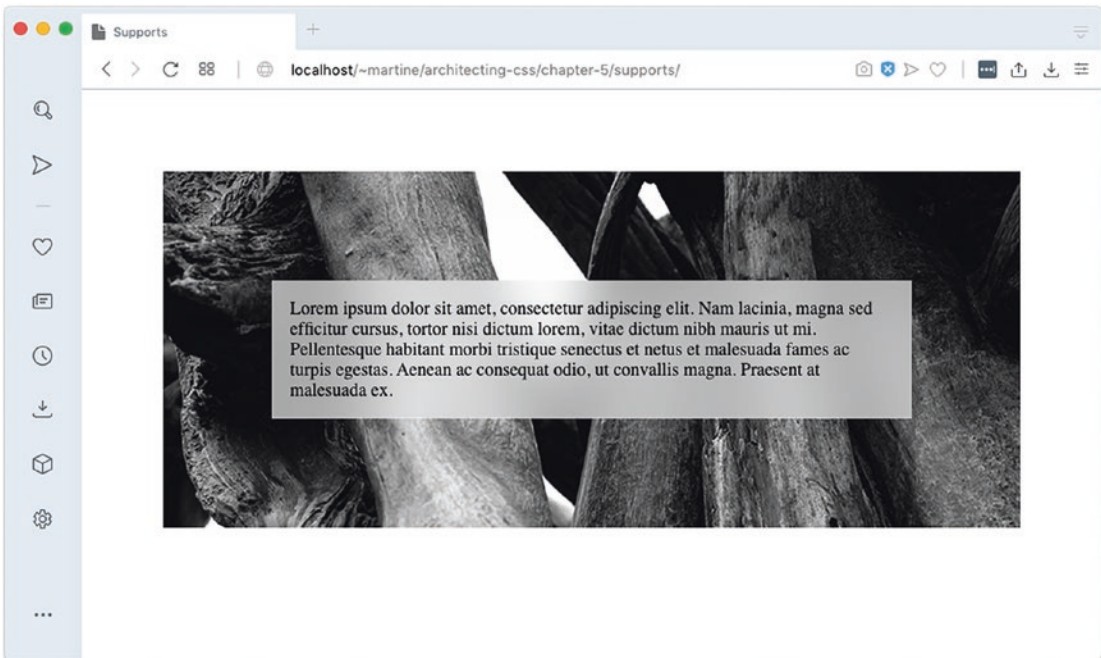 Supports
localhost/~martine/architecting-css/chapter-5/supports/
Lorem ipsum dolor sit amet, consectetur adipiscing elit. Nam lacinia, magna sed
efficitur cursus, tortor nisi dictum lorem, vitae dictum nibh mauris ut mi.
Pellentesque habitant morbi tristique senectus et netus et malesuada fames ac
turpis egestas. Aenean ac consequat odio, ut convallis magna. Praesent at
malesuada ex.